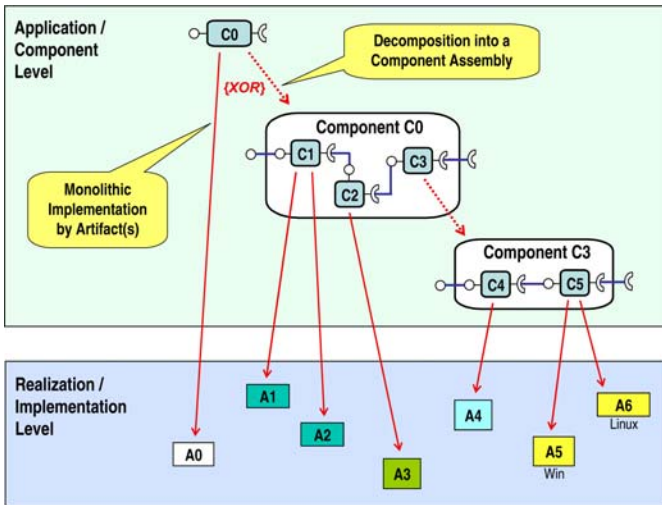 Application /
Component
Level
C0
Decomposition into a
Component Assembly
{XOR}
Monolithic
Implementation
by Artifact(s)
Component C0
C1
C2
C3
Component C3
C4
C5
Realization /
Implementation
Level
A0
A1
A2
A3
A4
A5
Win
A6
Linux